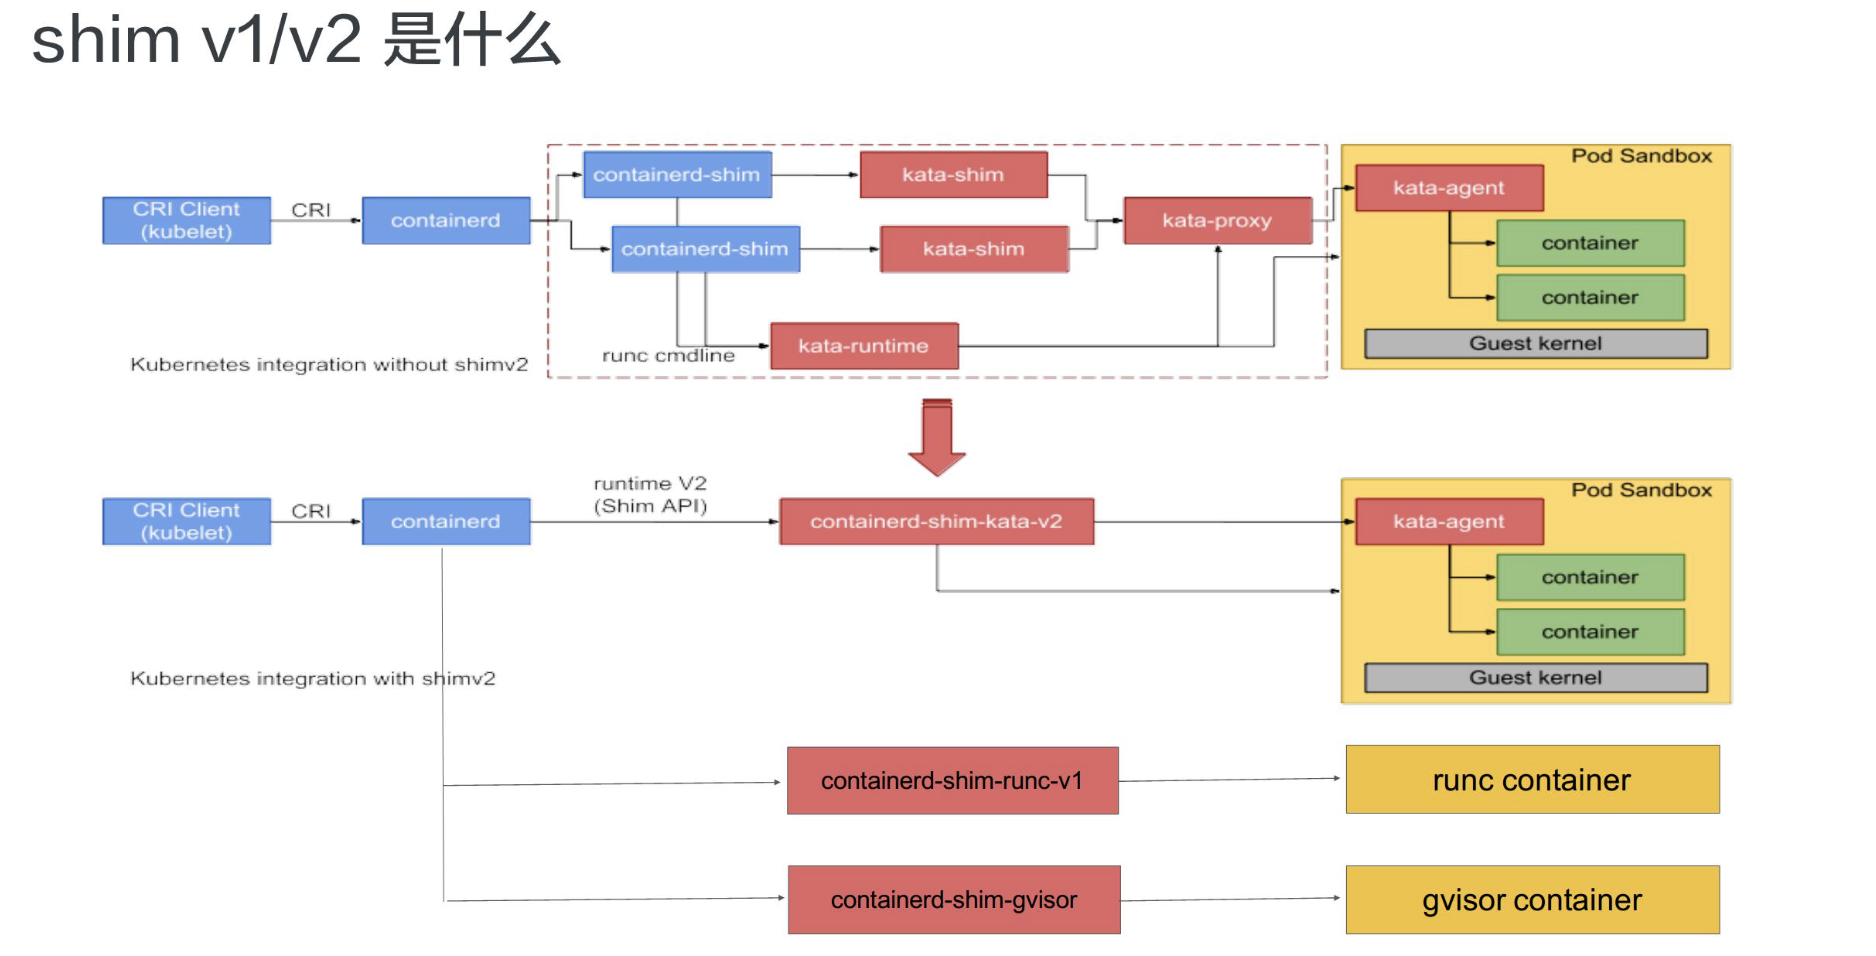 shim v1/v2 是什么
Pod Sandbox
containerd-shim
kata-shim
kata-agent
CRI Client
(kubelet)
CRI
containerd
kata-proxy
container
containerd-shim
kata-shim
container
Guest kernel
kata-runtime
runc cmdline
Kubernetes integration without shimv2
runtime V2
(Shim API)
Pod Sandbox
CRI Client
(kubelet)
CRI
containerd
containerd-shim-kata-v2
kata-agent
container
container
Guest kernel
Kubernetes integration with shimv2
containerd-shim-runc-v1
runc container
containerd-shim-gvisor
gvisor container